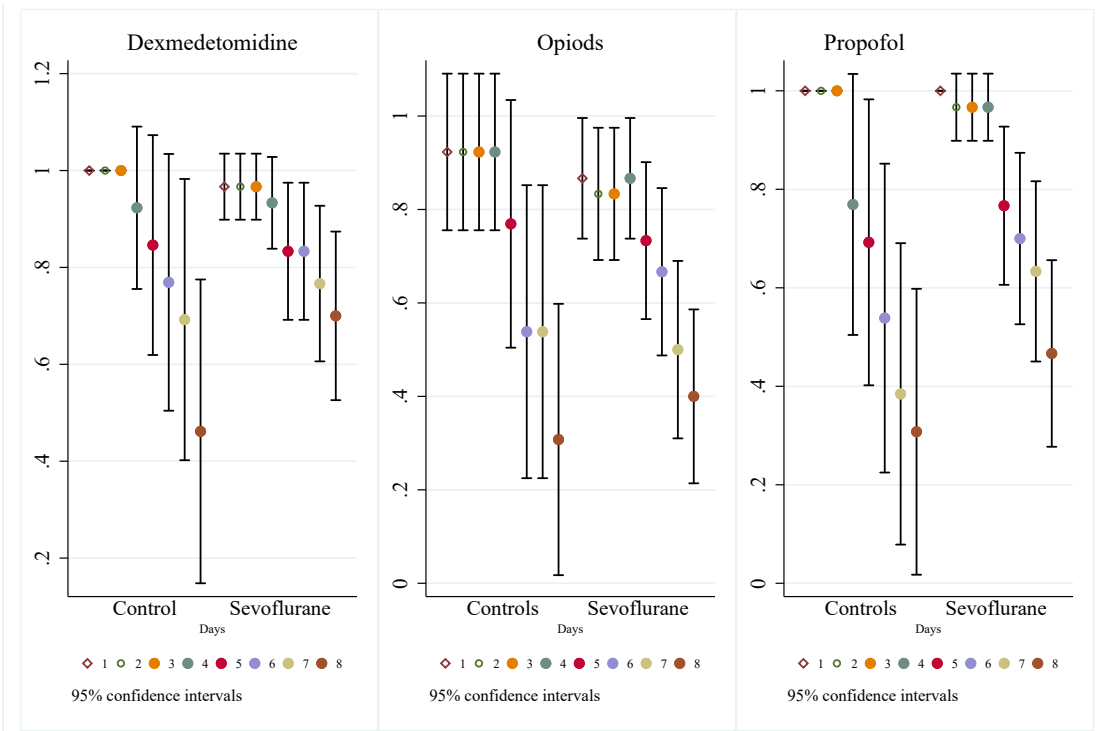 Dexmedetomidine
1.2
1
.8
.6
.4
.2
Control Sevoflurane
Days
1 2 3 4 5 6 7 8
95% confidence intervals
Opiods
1
.8
.6
.4
.2
0
Controls Sevoflurane
Days
1 2 3 4 5 6 7 8
95% confidence intervals
Propofol
1
.8
.6
.4
.2
0
Controls Sevoflurane
Days
1 2 3 4 5 6 7 8
95% confidence intervals